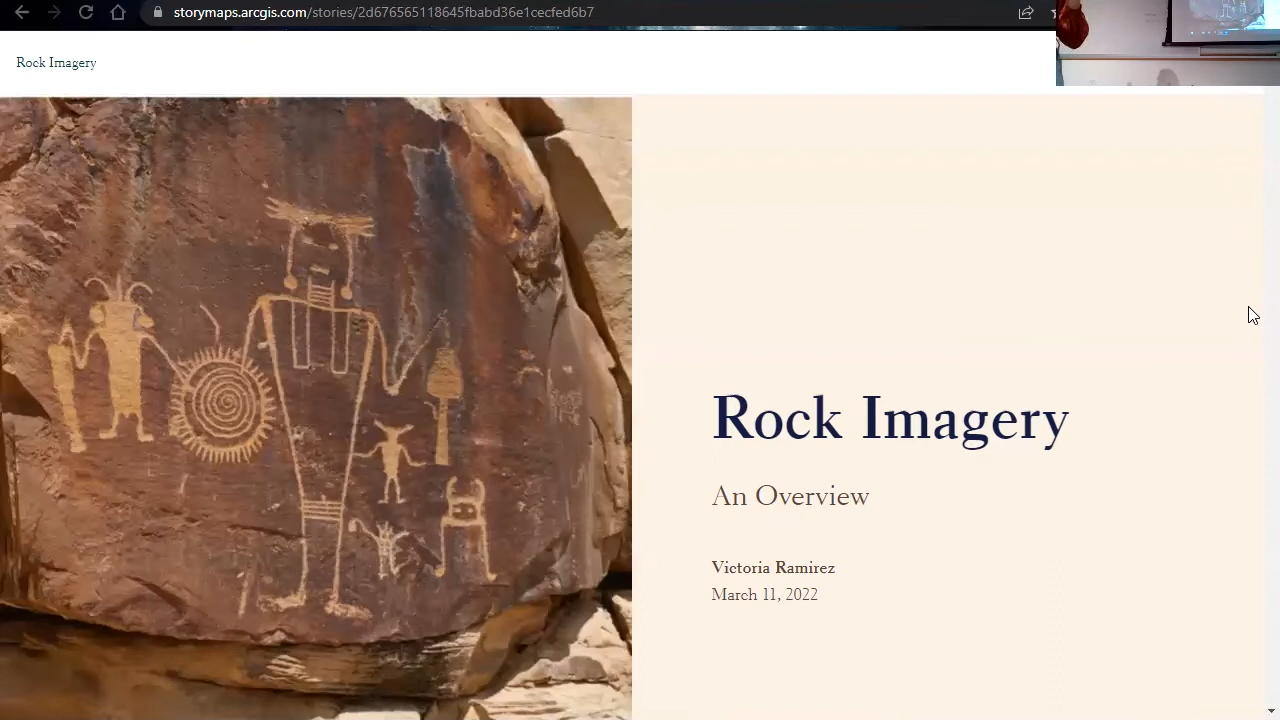 storymaps.arcgis.com/stories/2d676565118645fbabd36e1cecfed6b7
Rock Imagery
Rock Imagery
An Overview
Victoria Ramirez
March 11, 2022